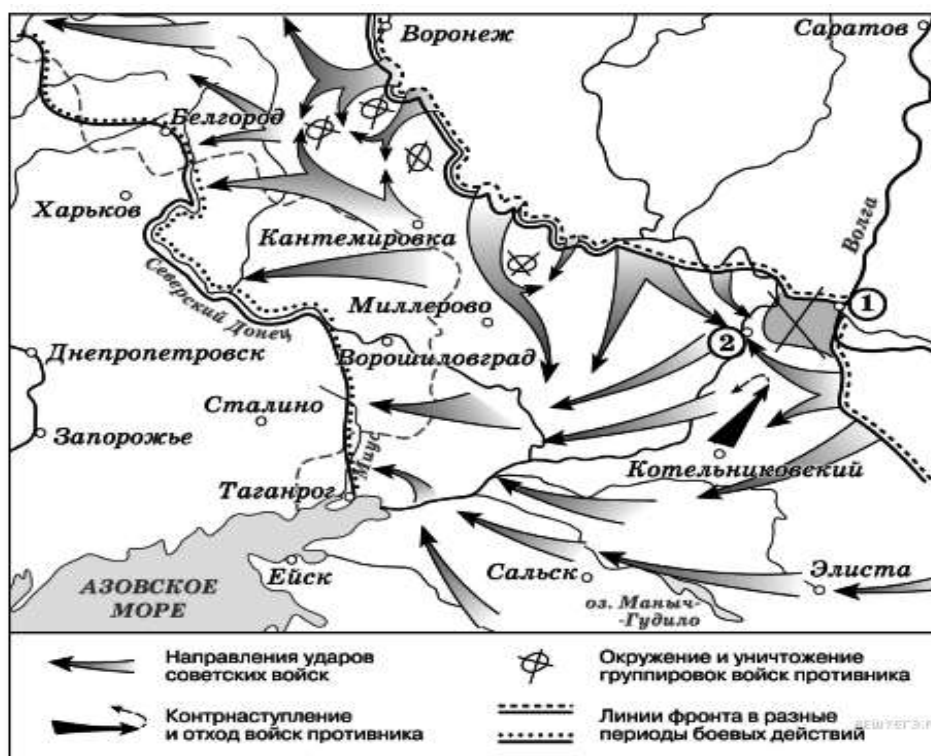 Воронеж
Саратов
Белгород
Харьков
Волга
Кантемировка
Северский Донец
Миллерово
1
2
Днепропетровск
Ворошиловград
Сталино
Запорожье
Миус
Котельниковский
Таганрог
АЗОВСКОЕ
МОРЕ
Ейск
Сальск
Элиста
оз. Маныч-
-Гудило
Направления ударов
советских войск
Окружение и уничтожение
группировок войск противника
Контрнаступление
и отход войск противника
Линии фронта в разные
периоды боевых действий